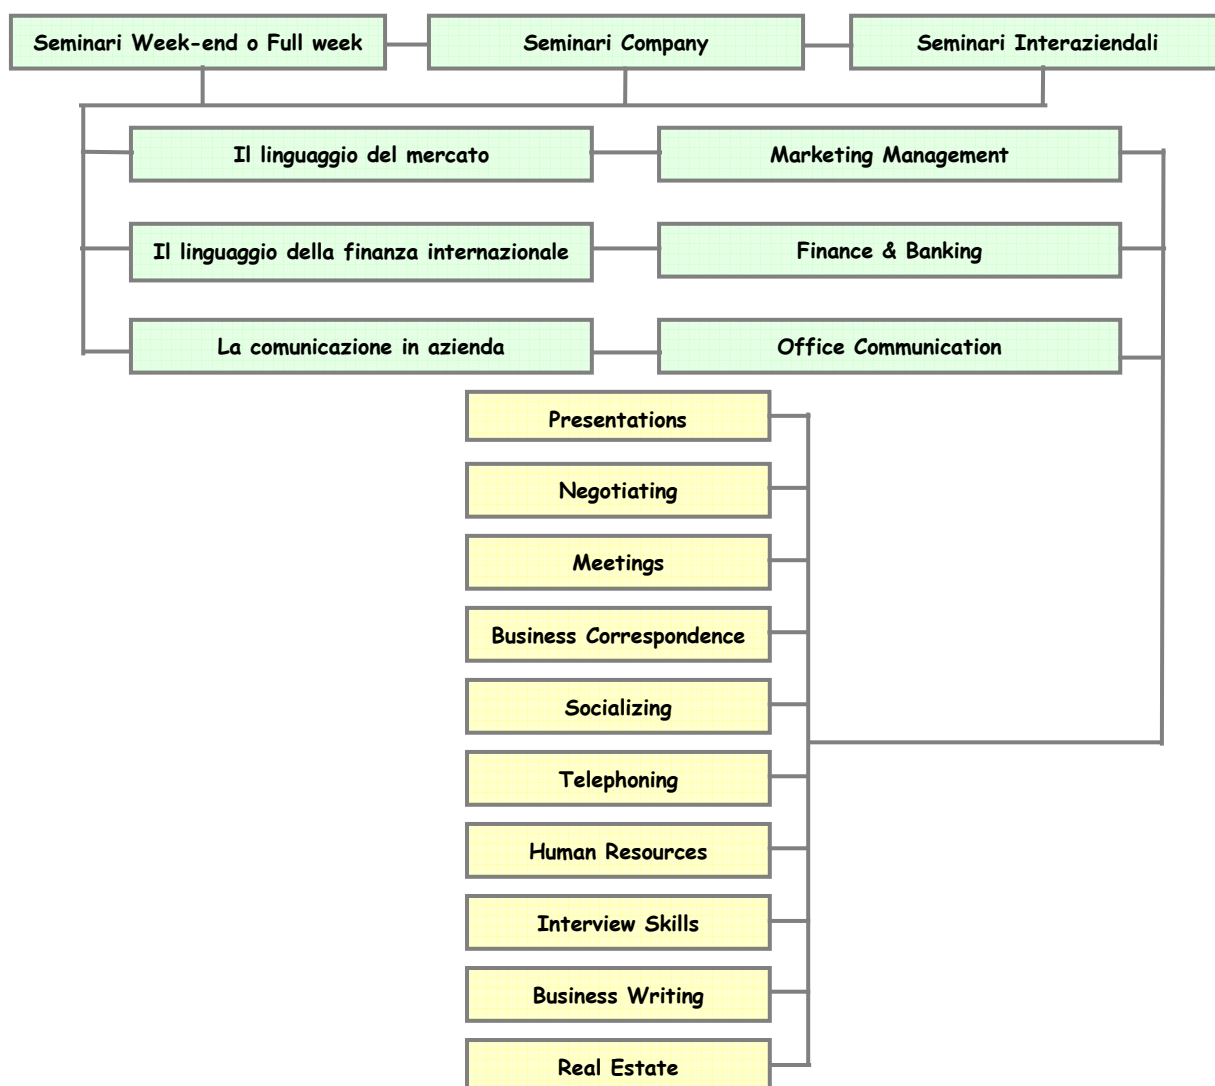 Seminari Week-end o Full week
Seminari Company
Seminari Interaziendali
Il linguaggio del mercato
Marketing Management
Il linguaggio della finanza internazionale
Finance & Banking
La comunicazione in azienda
Office Communication
Presentations
Negotiating
Meetings
Business Correspondence
Socializing
Telephoning
Human Resources
Interview Skills
Business Writing
Real Estate